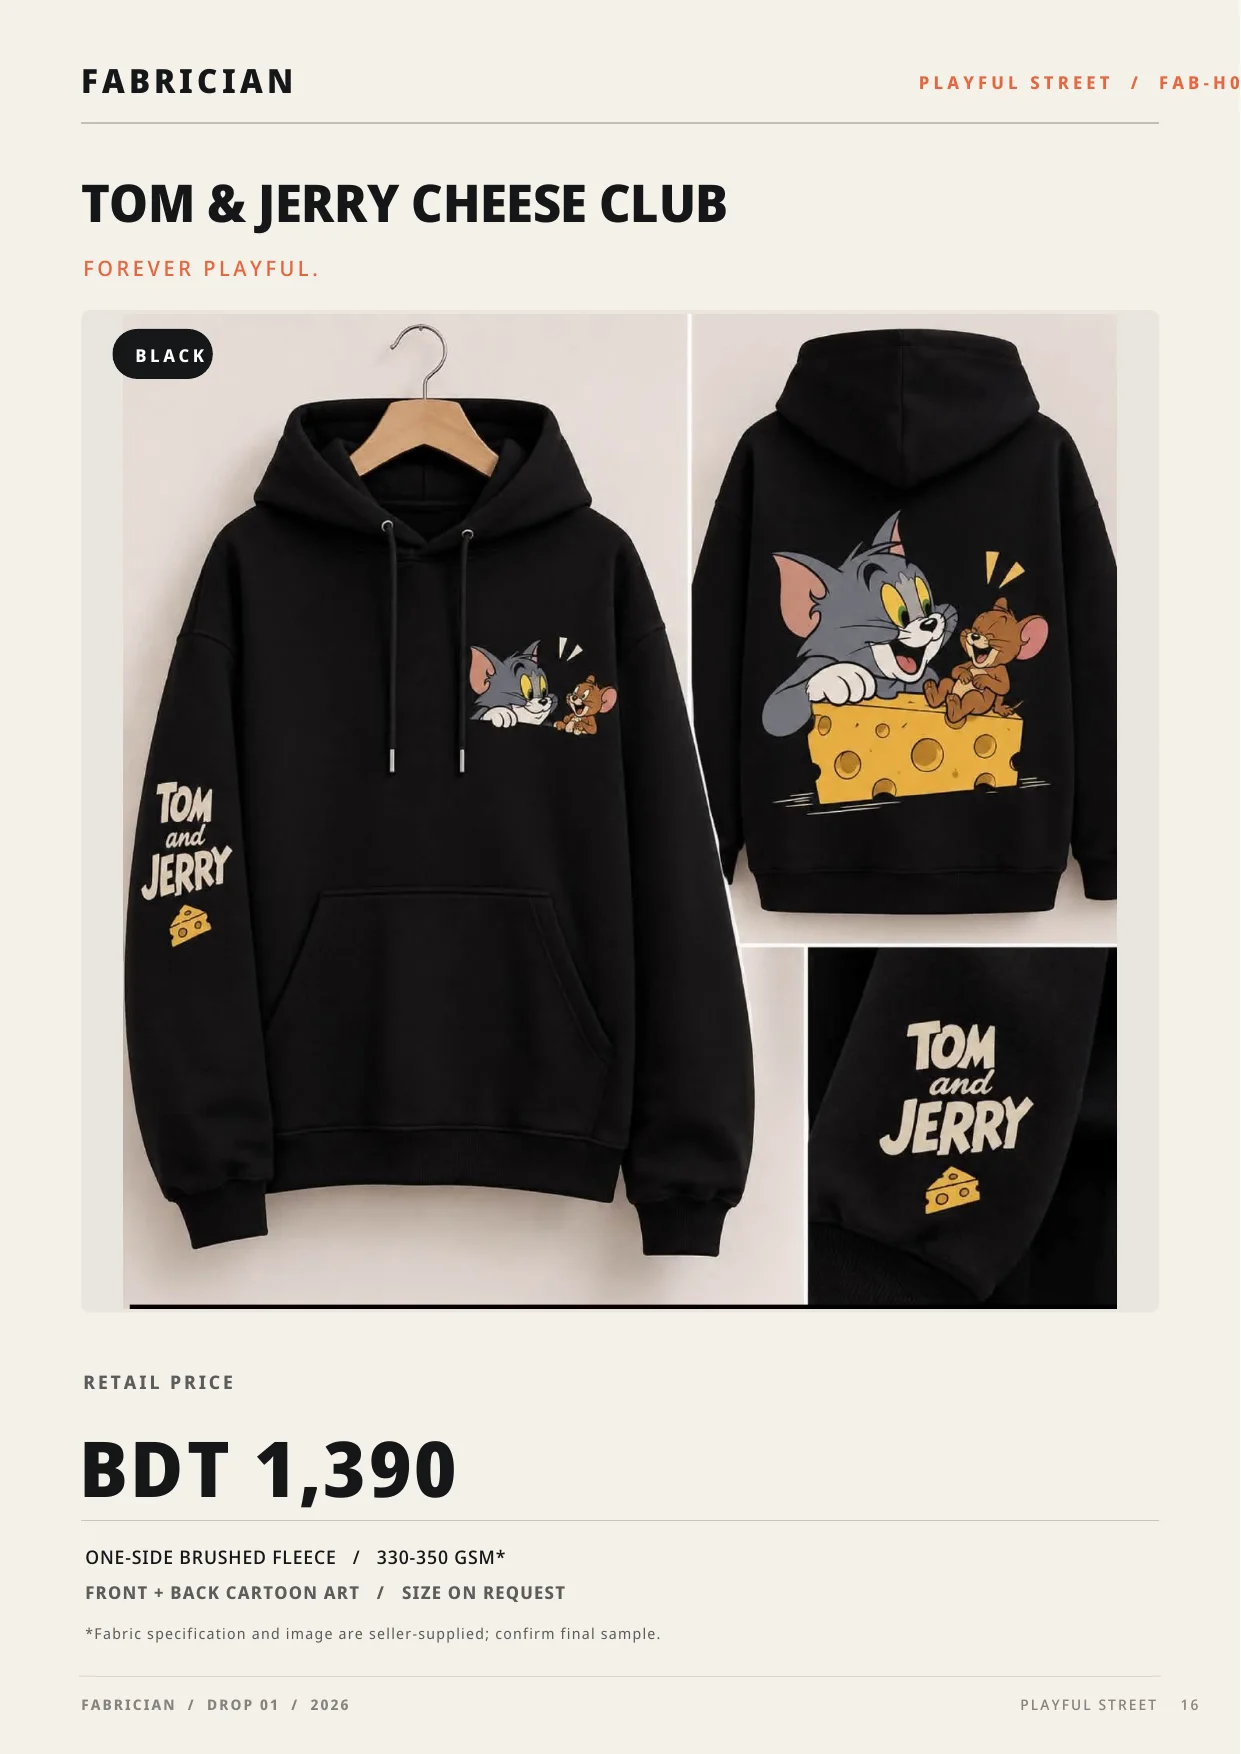 FABRICIAN
PLAYFUL STREET / FAB-H0
TOM & JERRY CHEESE CLUB
FOREVER PLAYFUL.
BLACK
TOM
and
JERRY
TOM
and
JERRY
RETAIL PRICE
BDT 1,390
ONE-SIDE BRUSHED FLEECE / 330-350 GSM*
FRONT + BACK CARTOON ART / SIZE ON REQUEST
*Fabric specification and image are seller-supplied; confirm final sample.
FABRICIAN / DROP 01 / 2026
PLAYFUL STREET 16